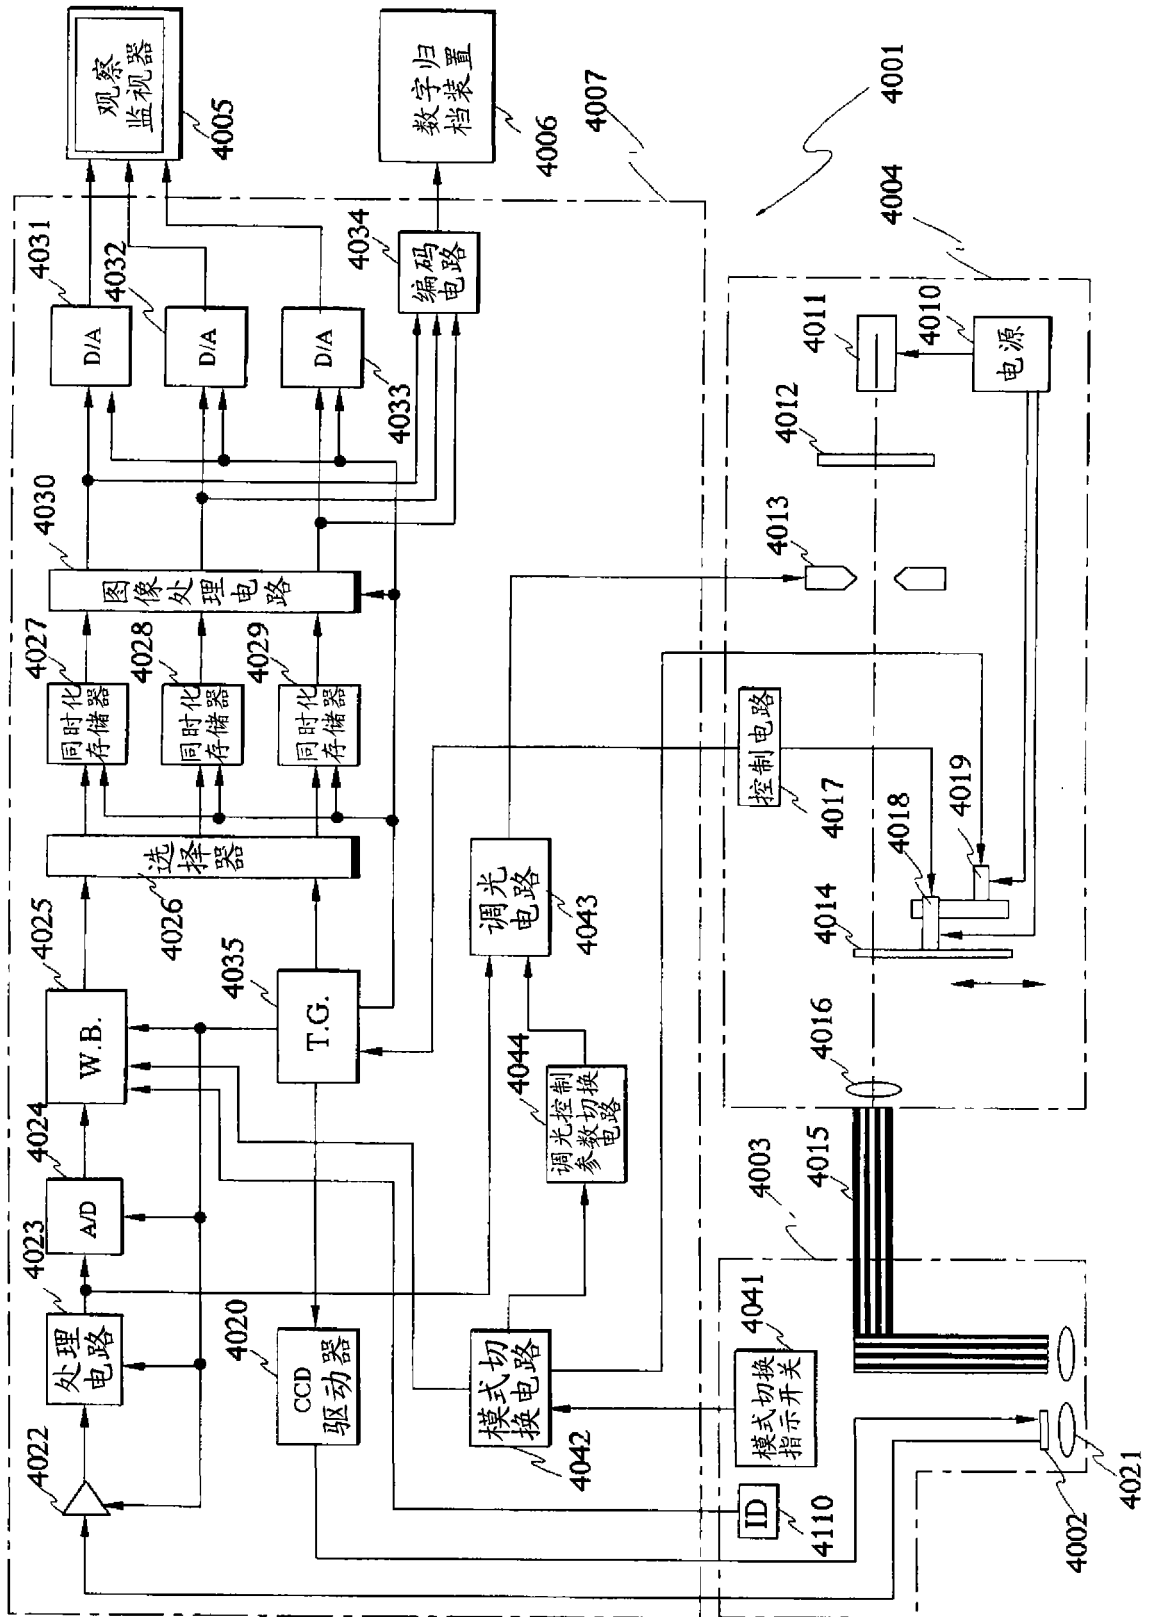 观察
监视器
4005
数字归
档装置
4006
4007
4001
4004
4031
D/A
4032
D/A
D/A
4033
4034
编码
电路
4030
图像处理电路
4027
同时化
存储器
4028
同时化
存储器
4029
同时化
存储器
4025
选择器
4026
W.B.
4035
T.G.
4024
A/D
4023
处理
电路
4022
4020
CCD
驱动器
调光
电路
4043
4044
调光控制
参数切换
电路
模式切
换电路
4042
4011
4010
电源
4012
4013
控制电路
4017
4018
4019
4014
4016
4015
4003
4041
模式切换
指示开关
ID
4110
4002
4021